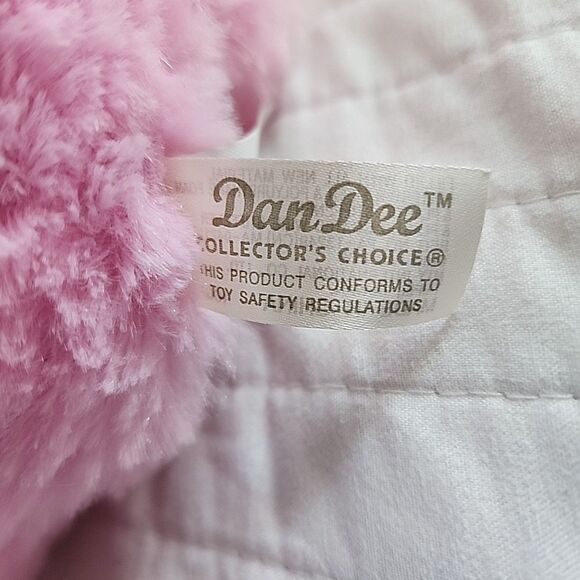 Dan Dee™
COLLECTOR'S CHOICE®
THIS PRODUCT CONFORMS TO
TOY SAFETY REGULATIONS